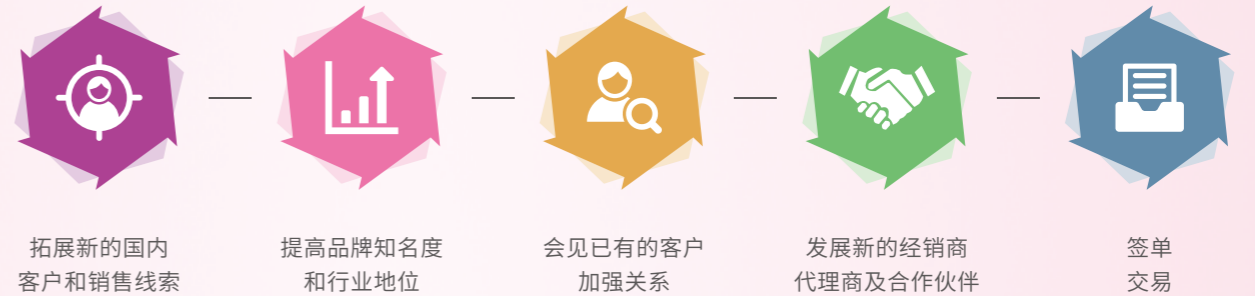 拓展新的国内
客户和销售线索
提高品牌知名度
和行业地位
会见已有的客户
加强关系
发展新的经销商
代理商及合作伙伴
签单
交易